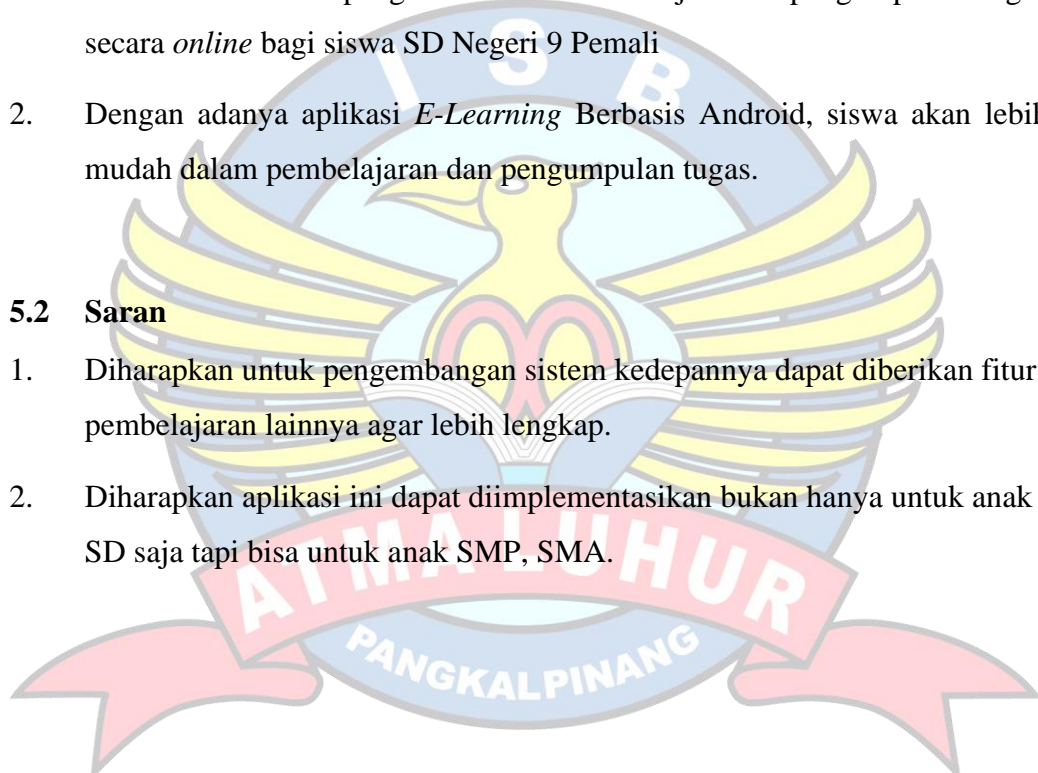 I S B
secara online bagi siswa SD Negeri 9 Pemali
2. Dengan adanya aplikasi E-Learning Berbasis Android, siswa akan lebih
mudah dalam pembelajaran dan pengumpulan tugas.
5.2 Saran
1. Diharapkan untuk pengembangan sistem kedepannya dapat diberikan fitur
pembelajaran lainnya agar lebih lengkap.
2. Diharapkan aplikasi ini dapat diimplementasikan bukan hanya untuk anak
SD saja tapi bisa untuk anak SMP, SMA.
ATMA LUHUR
PANGKALPINANG